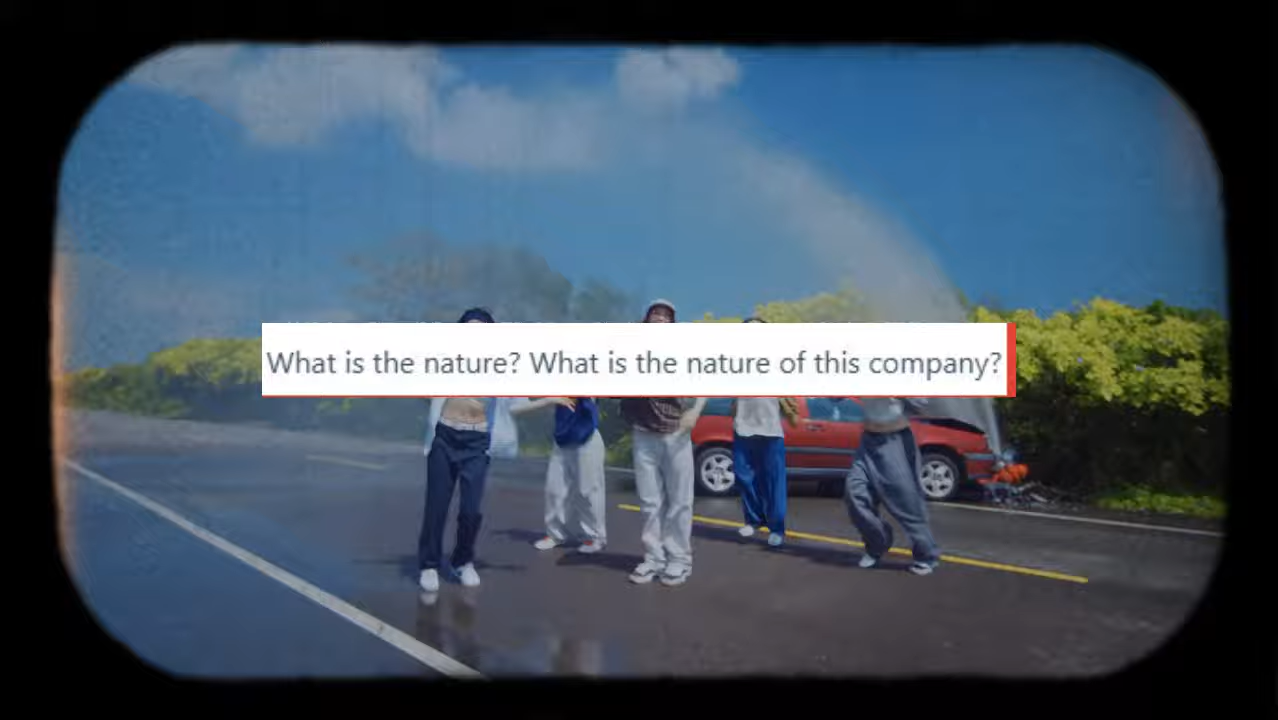 What is the nature? What is the nature of this company?